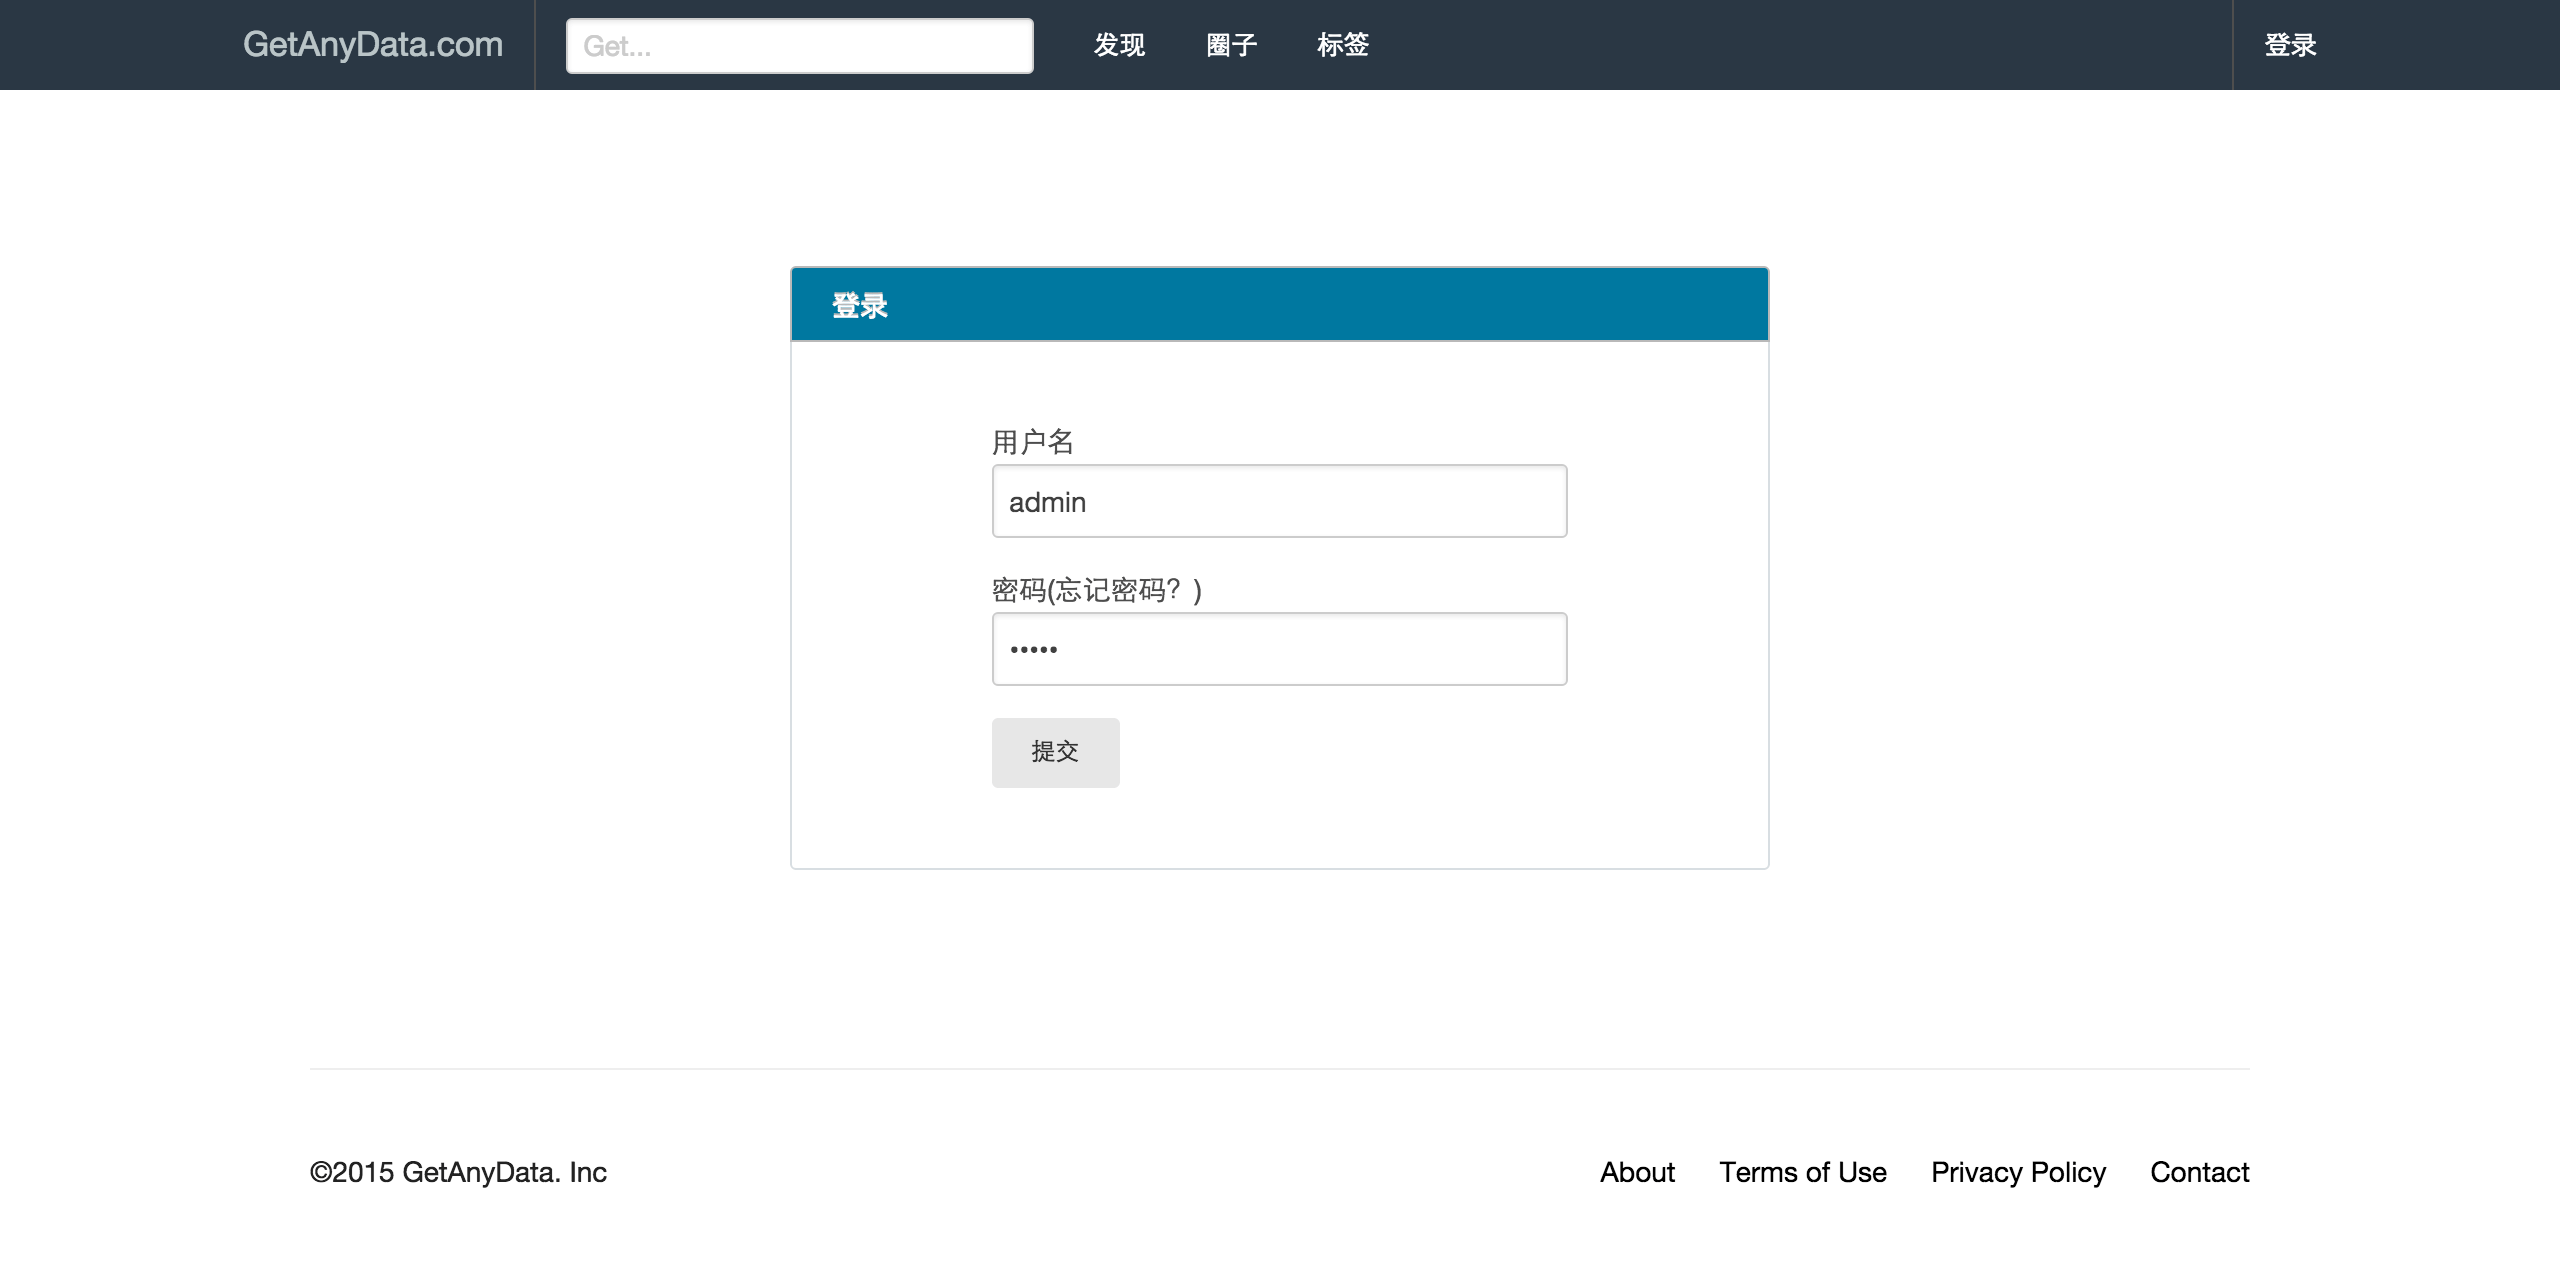 GetAnyData.com
Get...
发现
圈子
标签
登录
登录
用户名
admin
密码(忘记密码？)
•••••
提交
©2015 GetAnyData. Inc
About
Terms of Use
Privacy Policy
Contact